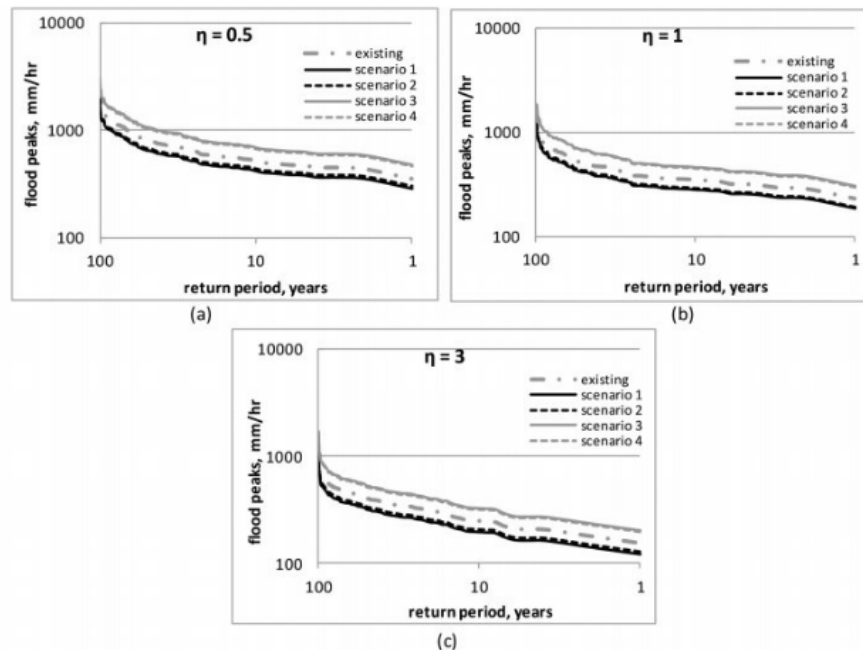 10000
η = 0.5
existing
scenario 1
scenario 2
scenario 3
scenario 4
1000
100
flood peaks, mm/hr
100
10
1
return period, years
(a)
10000
η = 1
existing
scenario 1
scenario 2
scenario 3
scenario 4
1000
100
flood peaks, mm/hr
100
10
1
return period, years
(b)
10000
η = 3
existing
scenario 1
scenario 2
scenario 3
scenario 4
1000
100
flood peaks, mm/hr
100
10
1
return period, years
(c)